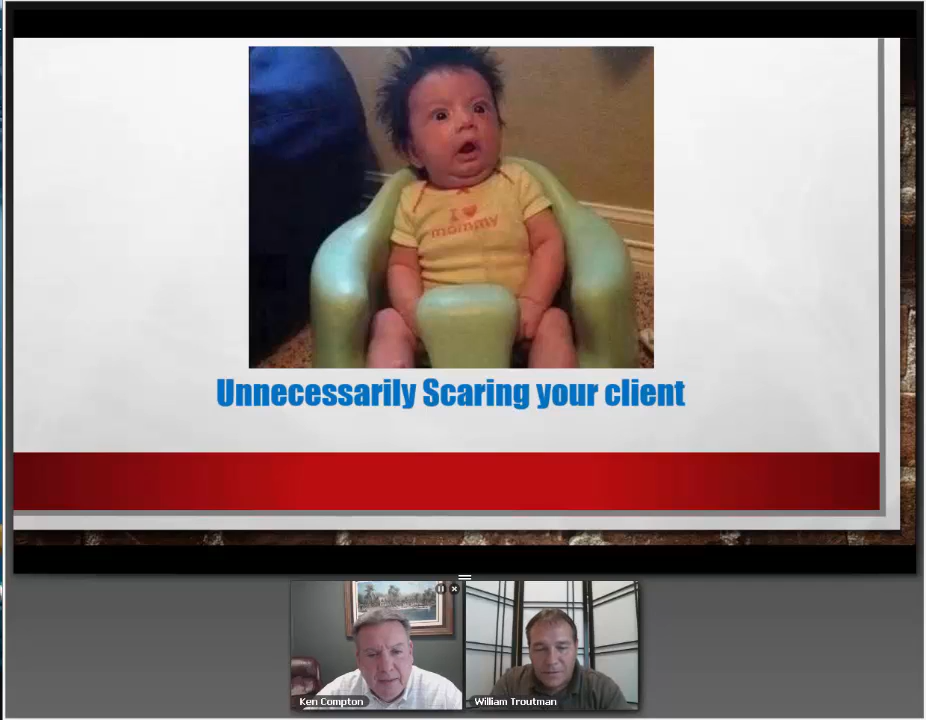 I ❤
mommy
Unnecessarily Scaring your client
Ken Compton
William Troutman